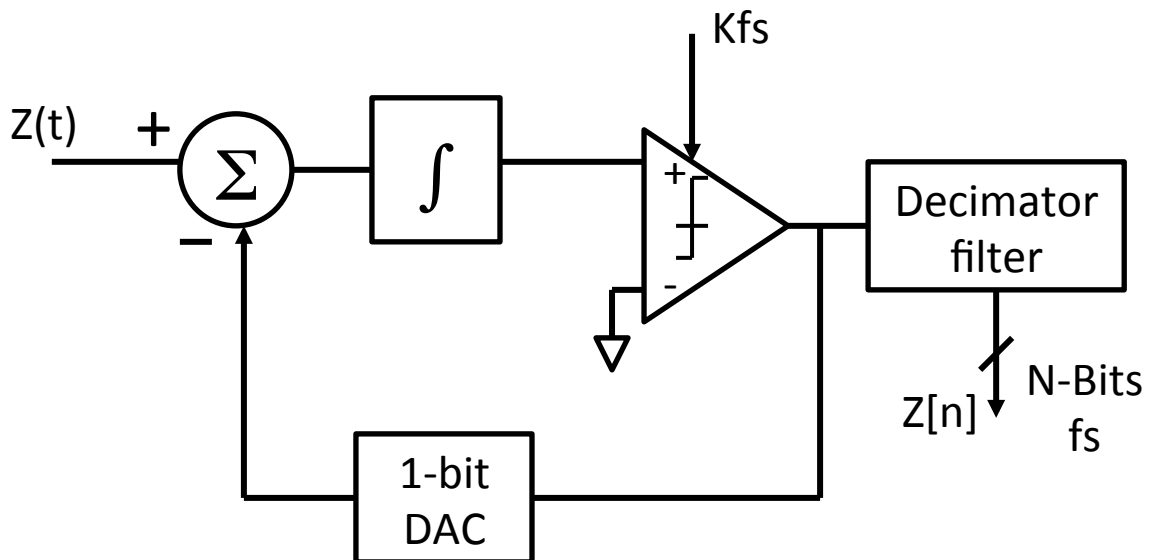 Kfs
Z(t)
+
Σ
−
∫
+
-
Decimator
filter
N-Bits
fs
Z[n]
1-bit
DAC